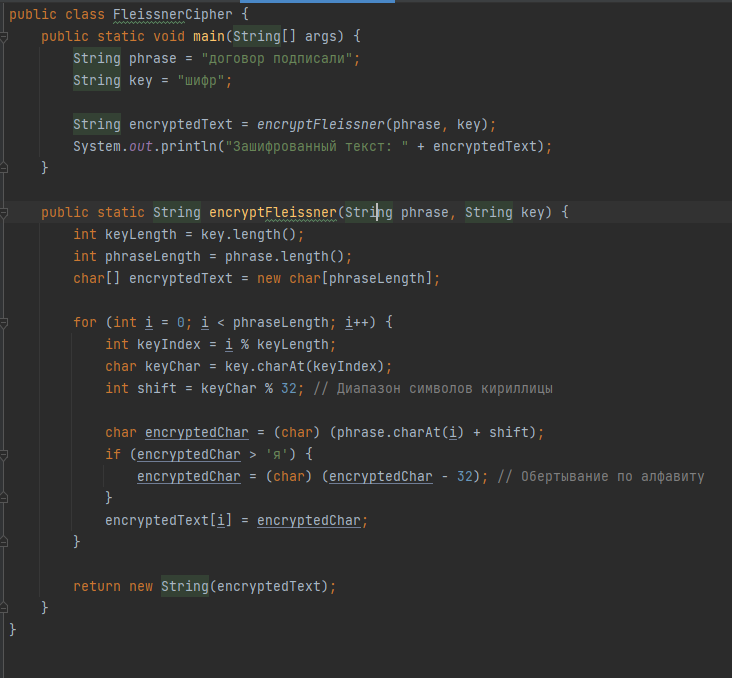 public class FleissnerCipher {
    public static void main(String[] args) {
        String phrase = "договор подписали";
        String key = "шифр";

        String encryptedText = encryptFleissner(phrase, key);
        System.out.println("Зашифрованный текст: " + encryptedText);
    }

    public static String encryptFleissner(String phrase, String key) {
        int keyLength = key.length();
        int phraseLength = phrase.length();
        char[] encryptedText = new char[phraseLength];

        for (int i = 0; i < phraseLength; i++) {
            int keyIndex = i % keyLength;
            char keyChar = key.charAt(keyIndex);
            int shift = keyChar % 32; // Диапазон символов кириллицы

            char encryptedChar = (char) (phrase.charAt(i) + shift);
            if (encryptedChar > 'я') {
                encryptedChar = (char) (encryptedChar - 32); // Обертывание по алфавиту
            }
            encryptedText[i] = encryptedChar;
        }

        return new String(encryptedText);
    }
}